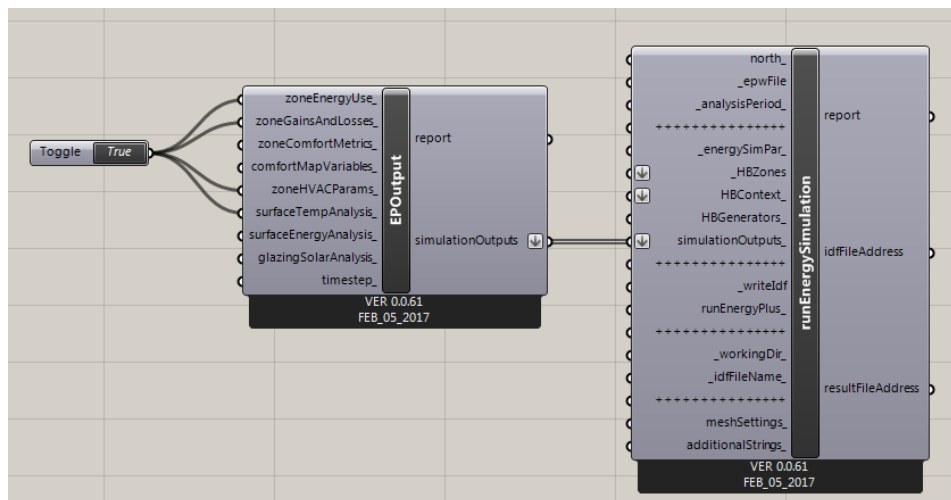 Toggle True
zoneEnergyUse_
zoneGainsAndLosses_
zoneComfortMetrics_
comfortMapVariables_
zoneHVACParams_
surfaceTempAnalysis_
surfaceEnergyAnalysis_
glazingSolarAnalysis_
timestep_
EPOutput
report
simulationOutputs
VER 0.0.61
FEB_05_2017
north_
_epwFile
_analysisPeriod_
+++++++++++++++
_energySimPar_
_HBZones
HBContext_
HBGenerators_
simulationOutputs_
+++++++++++++++
_writeIdf
runEnergyPlus_
+++++++++++++++
_workingDir_
_idfFileName_
+++++++++++++++
meshSettings_
additionalStrings_
runEnergySimulation
report
idfFileAddress
resultFileAddress
VER 0.0.61
FEB_05_2017